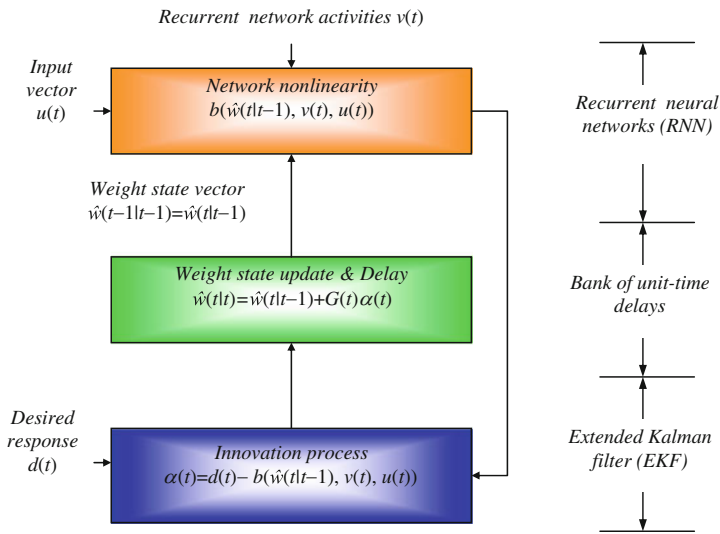 Recurrent network activities v(t)
Input
vector
u(t)
Network nonlinearity
b(ŵ(t|t−1), v(t), u(t))
Recurrent neural
networks (RNN)
Weight state vector
ŵ(t−1|t−1)=ŵ(t|t−1)
Weight state update & Delay
ŵ(t|t)=ŵ(t|t−1)+G(t)α(t)
Bank of unit-time
delays
Desired
response
d(t)
Innovation process
α(t)=d(t)− b(ŵ(t|t−1), v(t), u(t))
Extended Kalman
filter (EKF)